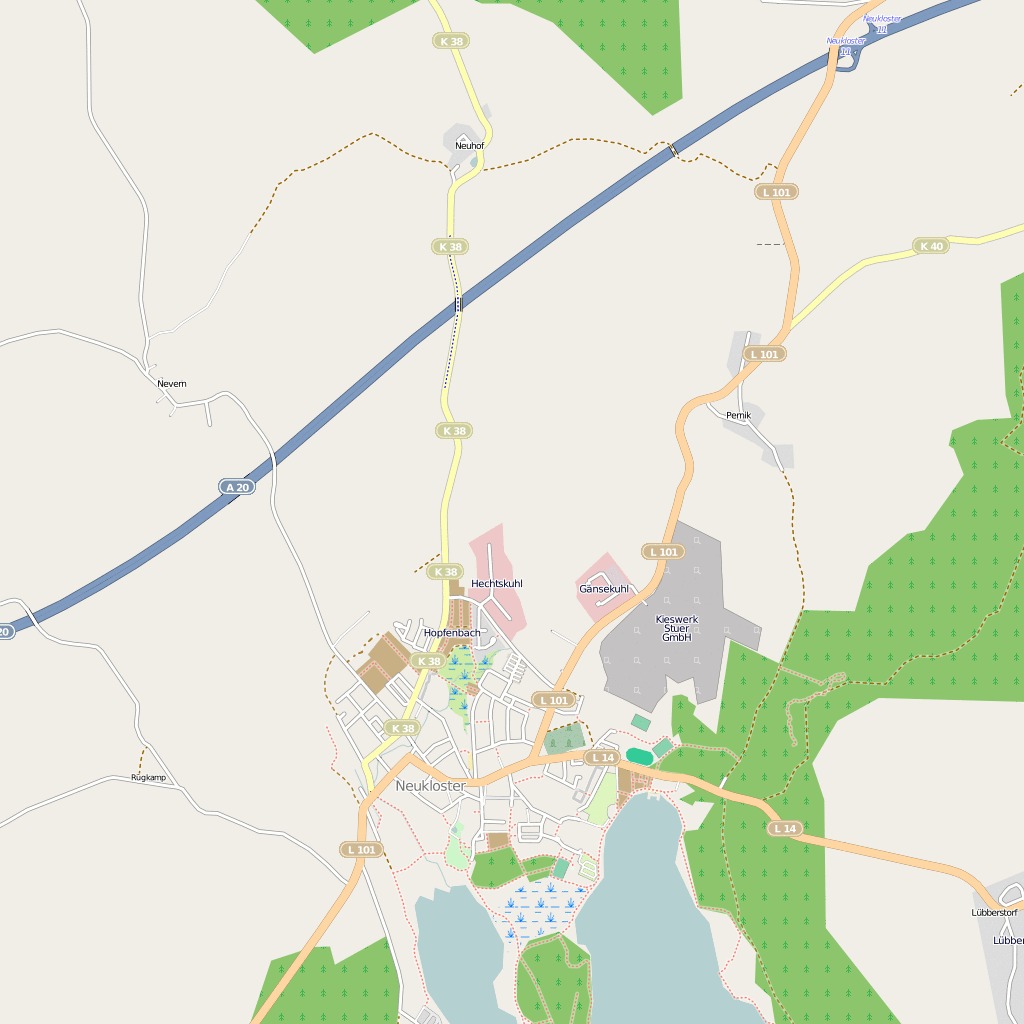 Neukloster
11
Neukloster
11
K 38
Neuhof
L 101
K 38
K 40
L 101
Nevern
Pernik
K 38
A 20
L 101
K 38
Hechtskuhl
Gänsekuhl
Kieswerk
Stuer
GmbH
20
Hopfenbach
K 38
L 101
K 38
L 14
Rügkamp
Neukloster
L 14
L 101
Lübberstorf
Lübber